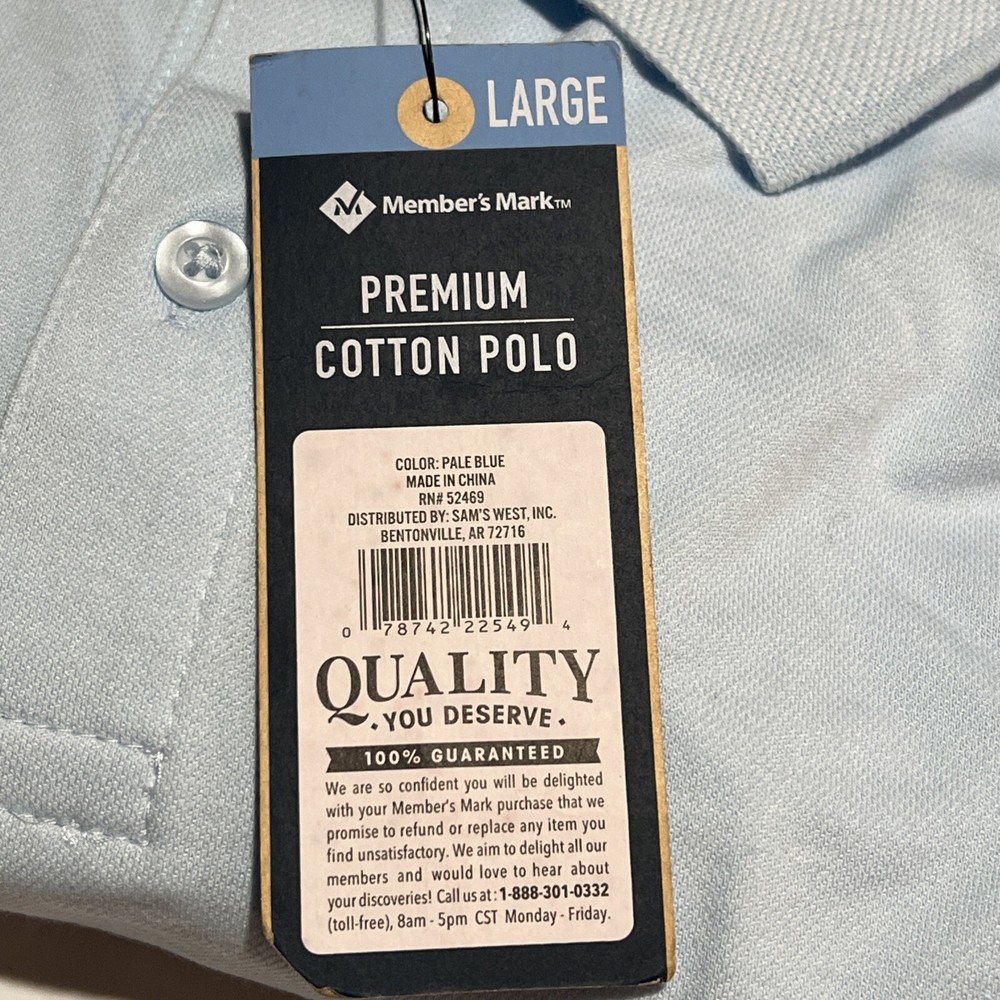 LARGE
Member's Mark™
PREMIUM
COTTON POLO
COLOR: PALE BLUE
MADE IN CHINA
RN# 52469
DISTRIBUTED BY: SAM'S WEST, INC.
BENTONVILLE, AR 72716
0 78742 22549 4
QUALITY
• YOU DESERVE •
100% GUARANTEED
We are so confident you will be delighted
with your Member's Mark purchase that we
promise to refund or replace any item you
find unsatisfactory. We aim to delight all our
members and would love to hear about
your discoveries! Call us at : 1-888-301-0332
(toll-free), 8am - 5pm CST Monday - Friday.